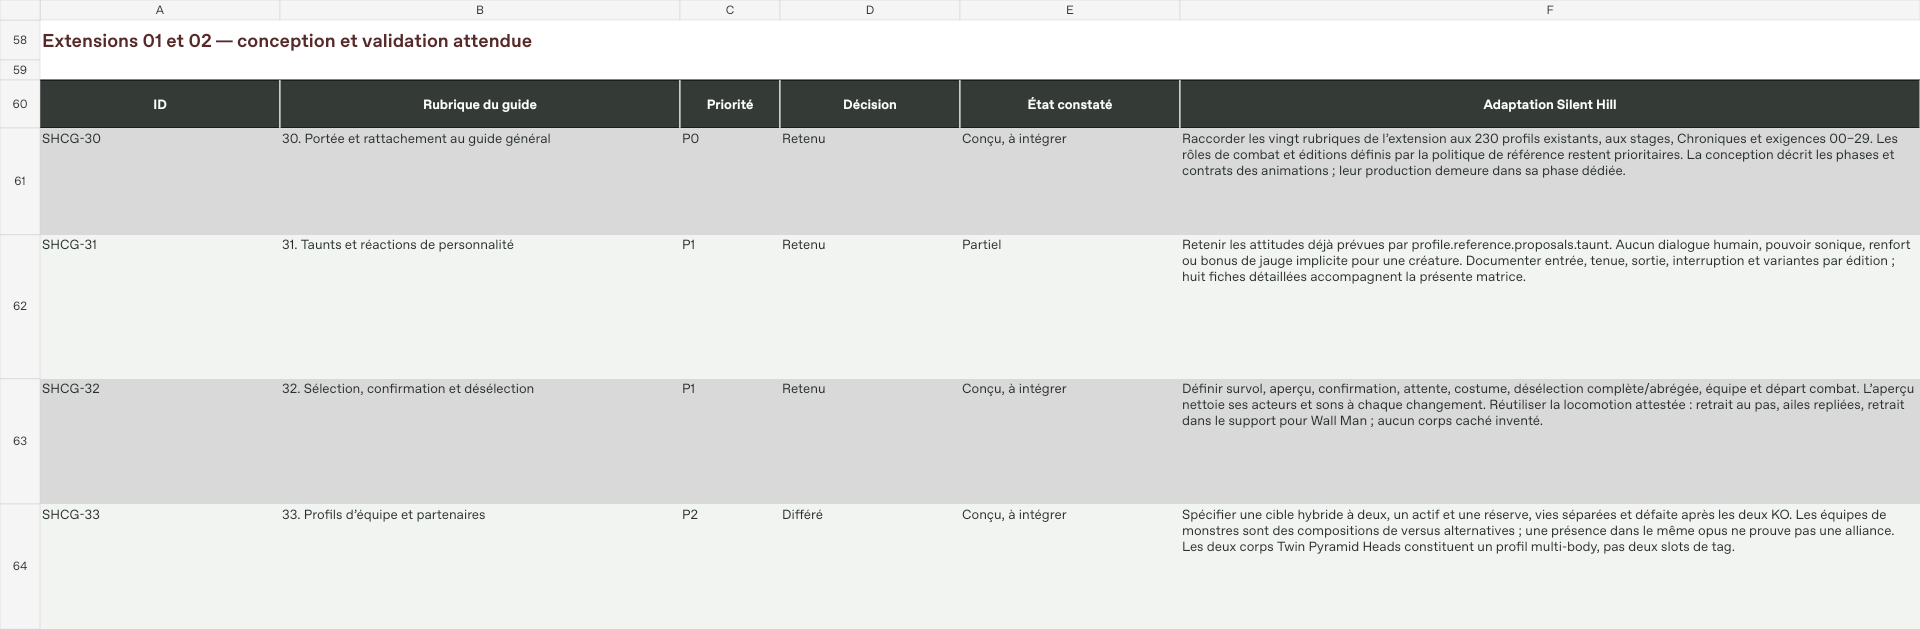 A B C D E F
58 Extensions 01 et 02 — conception et validation attendue
59
60 ID Rubrique du guide Priorité Décision État constaté Adaptation Silent Hill
61 SHCG-30 30. Portée et rattachement au guide général P0 Retenu Conçu, à intégrer Raccorder les vingt rubriques de l’extension aux 230 profils existants, aux stages, Chroniques et exigences 00–29. Les
rôles de combat et éditions définis par la politique de référence restent prioritaires. La conception décrit les phases et
contrats des animations ; leur production demeure dans sa phase dédiée.
62 SHCG-31 31. Taunts et réactions de personnalité P1 Retenu Partiel Retenir les attitudes déjà prévues par profile.reference.proposals.taunt. Aucun dialogue humain, pouvoir sonique, renfort
ou bonus de jauge implicite pour une créature. Documenter entrée, tenue, sortie, interruption et variantes par édition ;
huit fiches détaillées accompagnent la présente matrice.
63 SHCG-32 32. Sélection, confirmation et désélection P1 Retenu Conçu, à intégrer Définir survol, aperçu, confirmation, attente, costume, désélection complète/abrégée, équipe et départ combat. L’aperçu
nettoie ses acteurs et sons à chaque changement. Réutiliser la locomotion attestée : retrait au pas, ailes repliées, retrait
dans le support pour Wall Man ; aucun corps caché inventé.
64 SHCG-33 33. Profils d’équipe et partenaires P2 Différé Conçu, à intégrer Spécifier une cible hybride à deux, un actif et une réserve, vies séparées et défaite après les deux KO. Les équipes de
monstres sont des compositions de versus alternatives ; une présence dans le même opus ne prouve pas une alliance.
Les deux corps Twin Pyramid Heads constituent un profil multi-body, pas deux slots de tag.